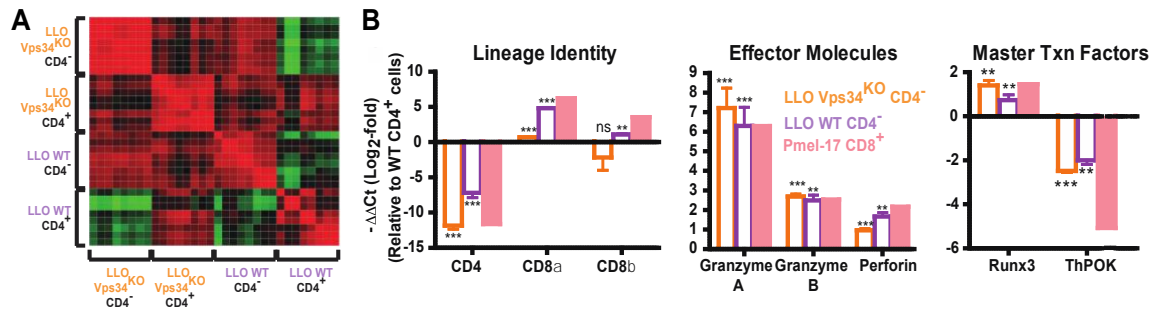 A
LLO
Vps34KO
CD4-
LLO
Vps34KO
CD4+
LLO WT
CD4-
LLO WT
CD4+
LLO
Vps34KO
CD4-
LLO
Vps34KO
CD4+
LLO WT
CD4-
LLO WT
CD4+
B
-ΔΔCt (Log2-fold)
(Relative to WT CD4+ cells)
Lineage Identity
10
5
0
-5
-10
-15
***
***
***
***
ns
**
CD4
CD8a
CD8b
Effector Molecules
9
8
7
6
5
4
3
2
1
0
***
***
***
**
***
**
LLO Vps34KO CD4-
LLO WT CD4-
Pmel-17 CD8+
Granzyme
A
Granzyme
B
Perforin
Master Txn Factors
2
0
-2
-4
-6
**
**
***
**
Runx3
ThPOK